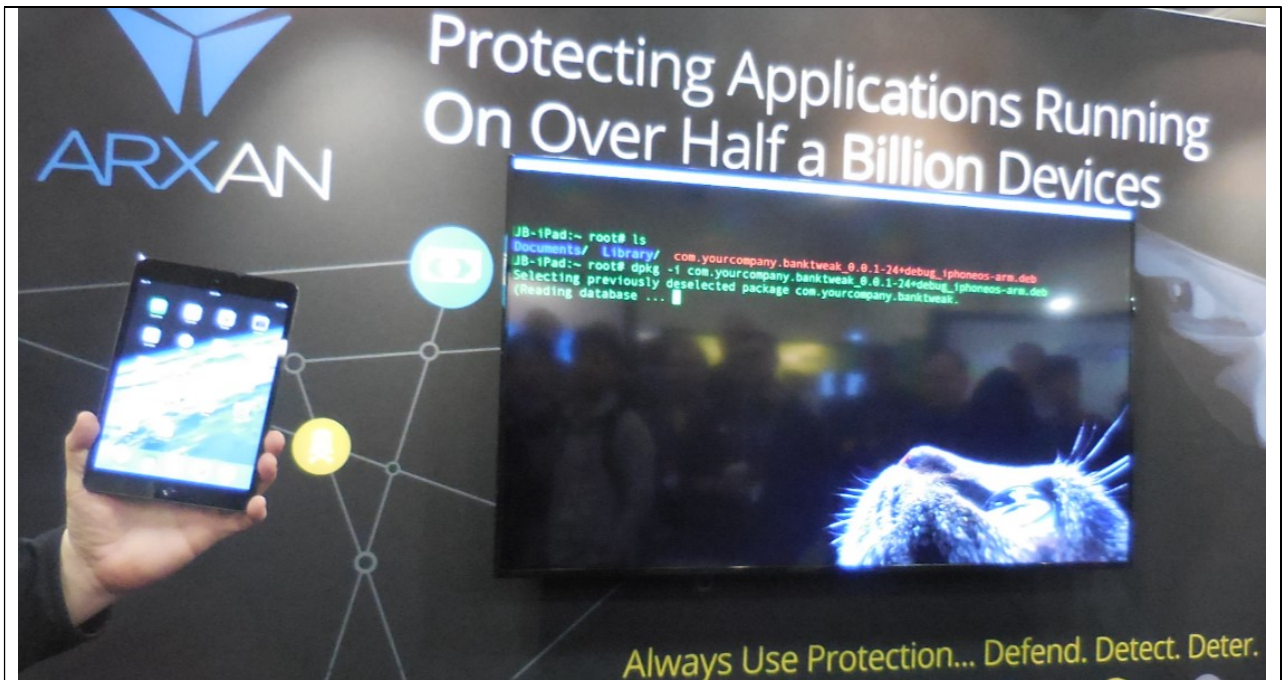 ARXAN
Protecting Applications Running
On Over Half a Billion Devices
JB-iPad:~ root# ls
Documents/ Library/ com.yourcompany.banktweak_0.0.1-24+debug_iphoneos-arm.deb
JB-iPad:~ root# dpkg -i com.yourcompany.banktweak_0.0.1-24+debug_iphoneos-arm.deb
Selecting previously deselected package com.yourcompany.banktweak.
(Reading database ...
Always Use Protection... Defend. Detect. Deter.